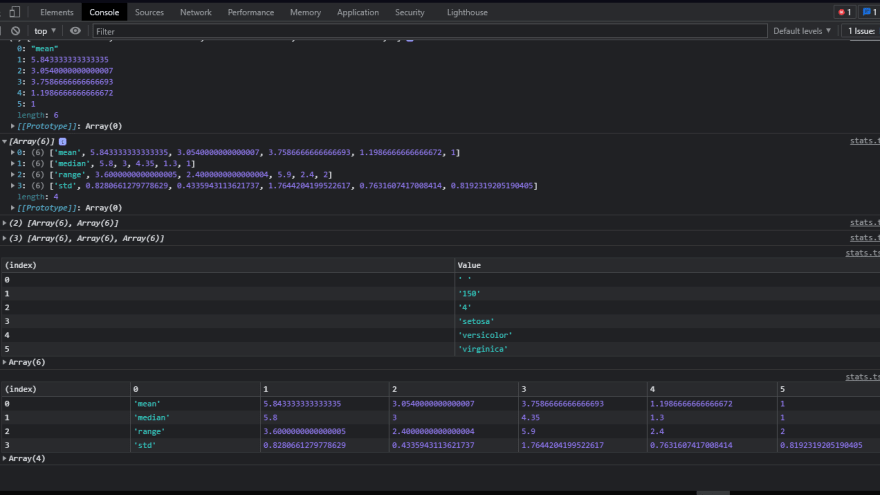 Elements Console Sources Network Performance Memory Application Security Lighthouse 1 1
top Filter Default levels 1 Issue:
0: "mean"
1: 5.843333333333335
2: 3.0540000000000007
3: 3.7586666666666693
4: 1.1986666666666672
5: 1
length: 6
[[Prototype]]: Array(0)
[Array(6)] stats.t
0: (6) ['mean', 5.843333333333335, 3.0540000000000007, 3.7586666666666693, 1.1986666666666672, 1]
1: (6) ['median', 5.8, 3, 4.35, 1.3, 1]
2: (6) ['range', 3.6000000000000005, 2.4000000000000004, 5.9, 2.4, 2]
3: (6) ['std', 0.8280661279778629, 0.4335943113621737, 1.7644204199522617, 0.7631607417008414, 0.8192319205190405]
length: 4
[[Prototype]]: Array(0)
(2) [Array(6), Array(6)] stats.t
(3) [Array(6), Array(6), Array(6)] stats.t
stats.ts
(index) Value
0 ' '
1 '150'
2 '4'
3 'setosa'
4 'versicolor'
5 'virginica'
Array(6)
stats.ts
(index) 0 1 2 3 4 5
0 'mean' 5.843333333333335 3.0540000000000007 3.7586666666666693 1.1986666666666672 1
1 'median' 5.8 3 4.35 1.3 1
2 'range' 3.6000000000000005 2.4000000000000004 5.9 2.4 2
3 'std' 0.8280661279778629 0.4335943113621737 1.7644204199522617 0.7631607417008414 0.8192319205190405
Array(4)